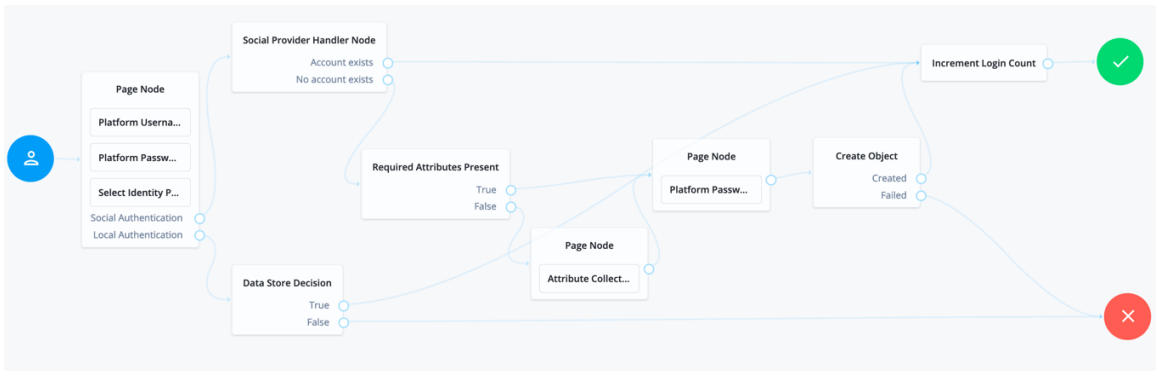 Page Node
Platform Userna...
Platform Passw...
Select Identity P...
Social Authentication
Local Authentication
Social Provider Handler Node
Account exists
No account exists
Data Store Decision
True
False
Required Attributes Present
True
False
Page Node
Attribute Collect...
Page Node
Platform Passw...
Create Object
Created
Failed
Increment Login Count